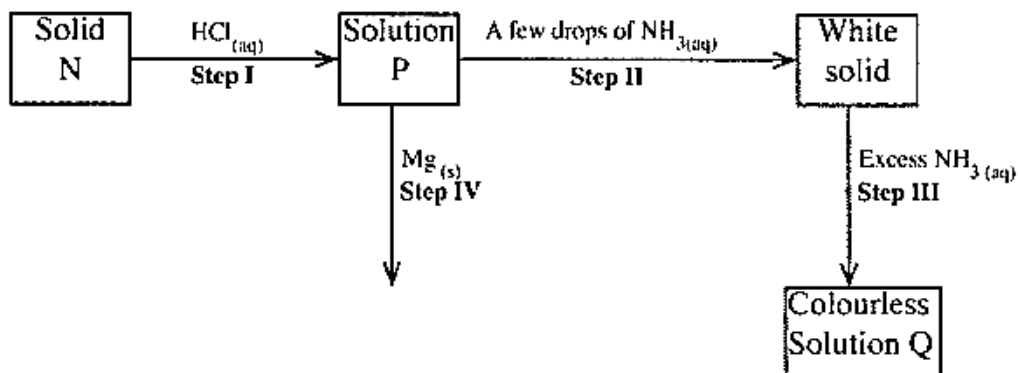 Solid
N
HCl(aq)
Step I
Solution
P
A few drops of NH3(aq)
Step II
White
solid
Mg(s)
Step IV
Excess NH3 (aq)
Step III
Colourless
Solution Q